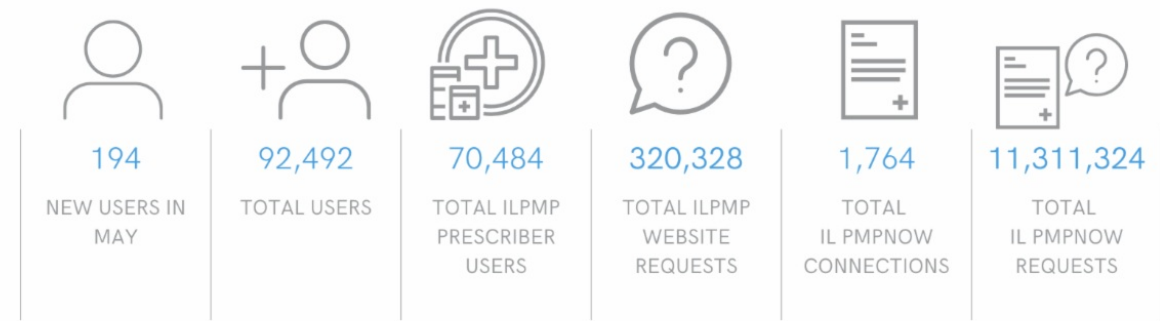 194
NEW USERS IN
MAY
92,492
TOTAL USERS
70,484
TOTAL ILPMP
PRESCRIBER
USERS
320,328
TOTAL ILPMP
WEBSITE
REQUESTS
1,764
TOTAL
IL PMPNOW
CONNECTIONS
11,311,324
TOTAL
IL PMPNOW
REQUESTS